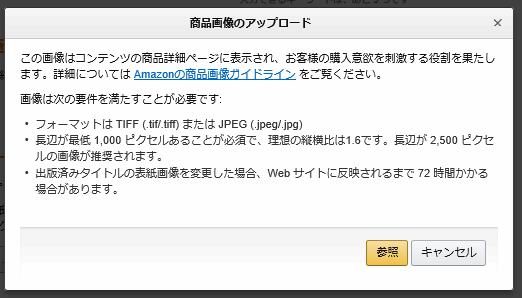 商品画像のアップロード
×
この画像はコンテンツの商品詳細ページに表示され、お客様の購入意欲を刺激する役割を果たし
ます。詳細については Amazonの商品画像ガイドライン をご覧ください。
画像は次の要件を満たすことが必要です:
• フォーマットは TIFF (.tif/.tiff) または JPEG (.jpeg/.jpg)
• 長辺が最低 1,000 ピクセルあることが必須で、理想の縦横比は1.6です。長辺が 2,500 ピクセ
ルの画像が推奨されます。
• 出版済みタイトルの表紙画像を変更した場合、Web サイトに反映されるまで 72 時間かかる
場合があります。
参照 キャンセル